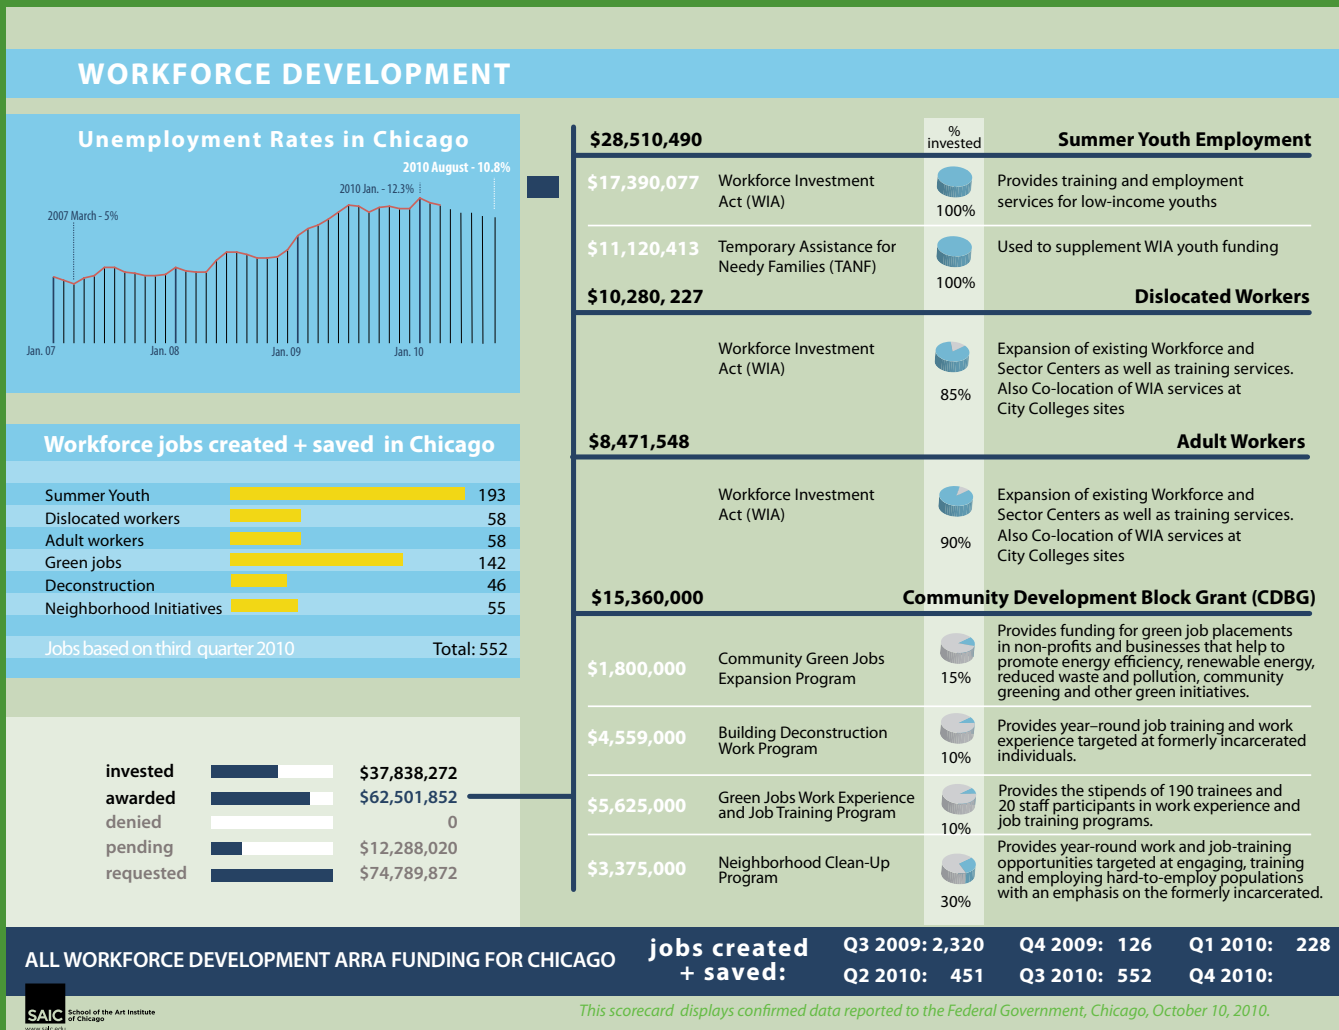 WORKFORCE DEVELOPMENT
Unemployment Rates in Chicago
2010 August - 10.8%
2010 Jan. - 12.3%
2007 March - 5%
Jan. 07
Jan. 08
Jan. 09
Jan. 10
Workforce jobs created + saved in Chicago
Summer Youth 193
Dislocated workers 58
Adult workers 58
Green jobs 142
Deconstruction 46
Neighborhood Initiatives 55
Jobs based on third quarter 2010 Total: 552
invested $37,838,272
awarded $62,501,852
denied 0
pending $12,288,020
requested $74,789,872
$28,510,490
%
invested
Summer Youth Employment
$17,390,077
Workforce Investment
Act (WIA)
100%
Provides training and employment
services for low-income youths
$11,120,413
Temporary Assistance for
Needy Families (TANF)
100%
Used to supplement WIA youth funding
$10,280, 227
Dislocated Workers
Workforce Investment
Act (WIA)
85%
Expansion of existing Workforce and
Sector Centers as well as training services.
Also Co-location of WIA services at
City Colleges sites
$8,471,548
Adult Workers
Workforce Investment
Act (WIA)
90%
Expansion of existing Workforce and
Sector Centers as well as training services.
Also Co-location of WIA services at
City Colleges sites
$15,360,000
Community Development Block Grant (CDBG)
$1,800,000
Community Green Jobs
Expansion Program
15%
Provides funding for green job placements
in non-profits and businesses that help to
promote energy efficiency, renewable energy,
reduced waste and pollution, community
greening and other green initiatives.
$4,559,000
Building Deconstruction
Work Program
10%
Provides year–round job training and work
experience targeted at formerly incarcerated
individuals.
$5,625,000
Green Jobs Work Experience
and Job Training Program
10%
Provides the stipends of 190 trainees and
20 staff participants in work experience and
job training programs.
$3,375,000
Neighborhood Clean-Up
Program
30%
Provides year-round work and job-training
opportunities targeted at engaging, training
and employing hard-to-employ populations
with an emphasis on the formerly incarcerated.
ALL WORKFORCE DEVELOPMENT ARRA FUNDING FOR CHICAGO
jobs created
+ saved:
Q3 2009: 2,320 Q4 2009: 126 Q1 2010: 228
Q2 2010: 451 Q3 2010: 552 Q4 2010:
SAIC
School of the Art Institute
of Chicago
www.saic.edu
This scorecard displays confirmed data reported to the Federal Government, Chicago, October 10, 2010.